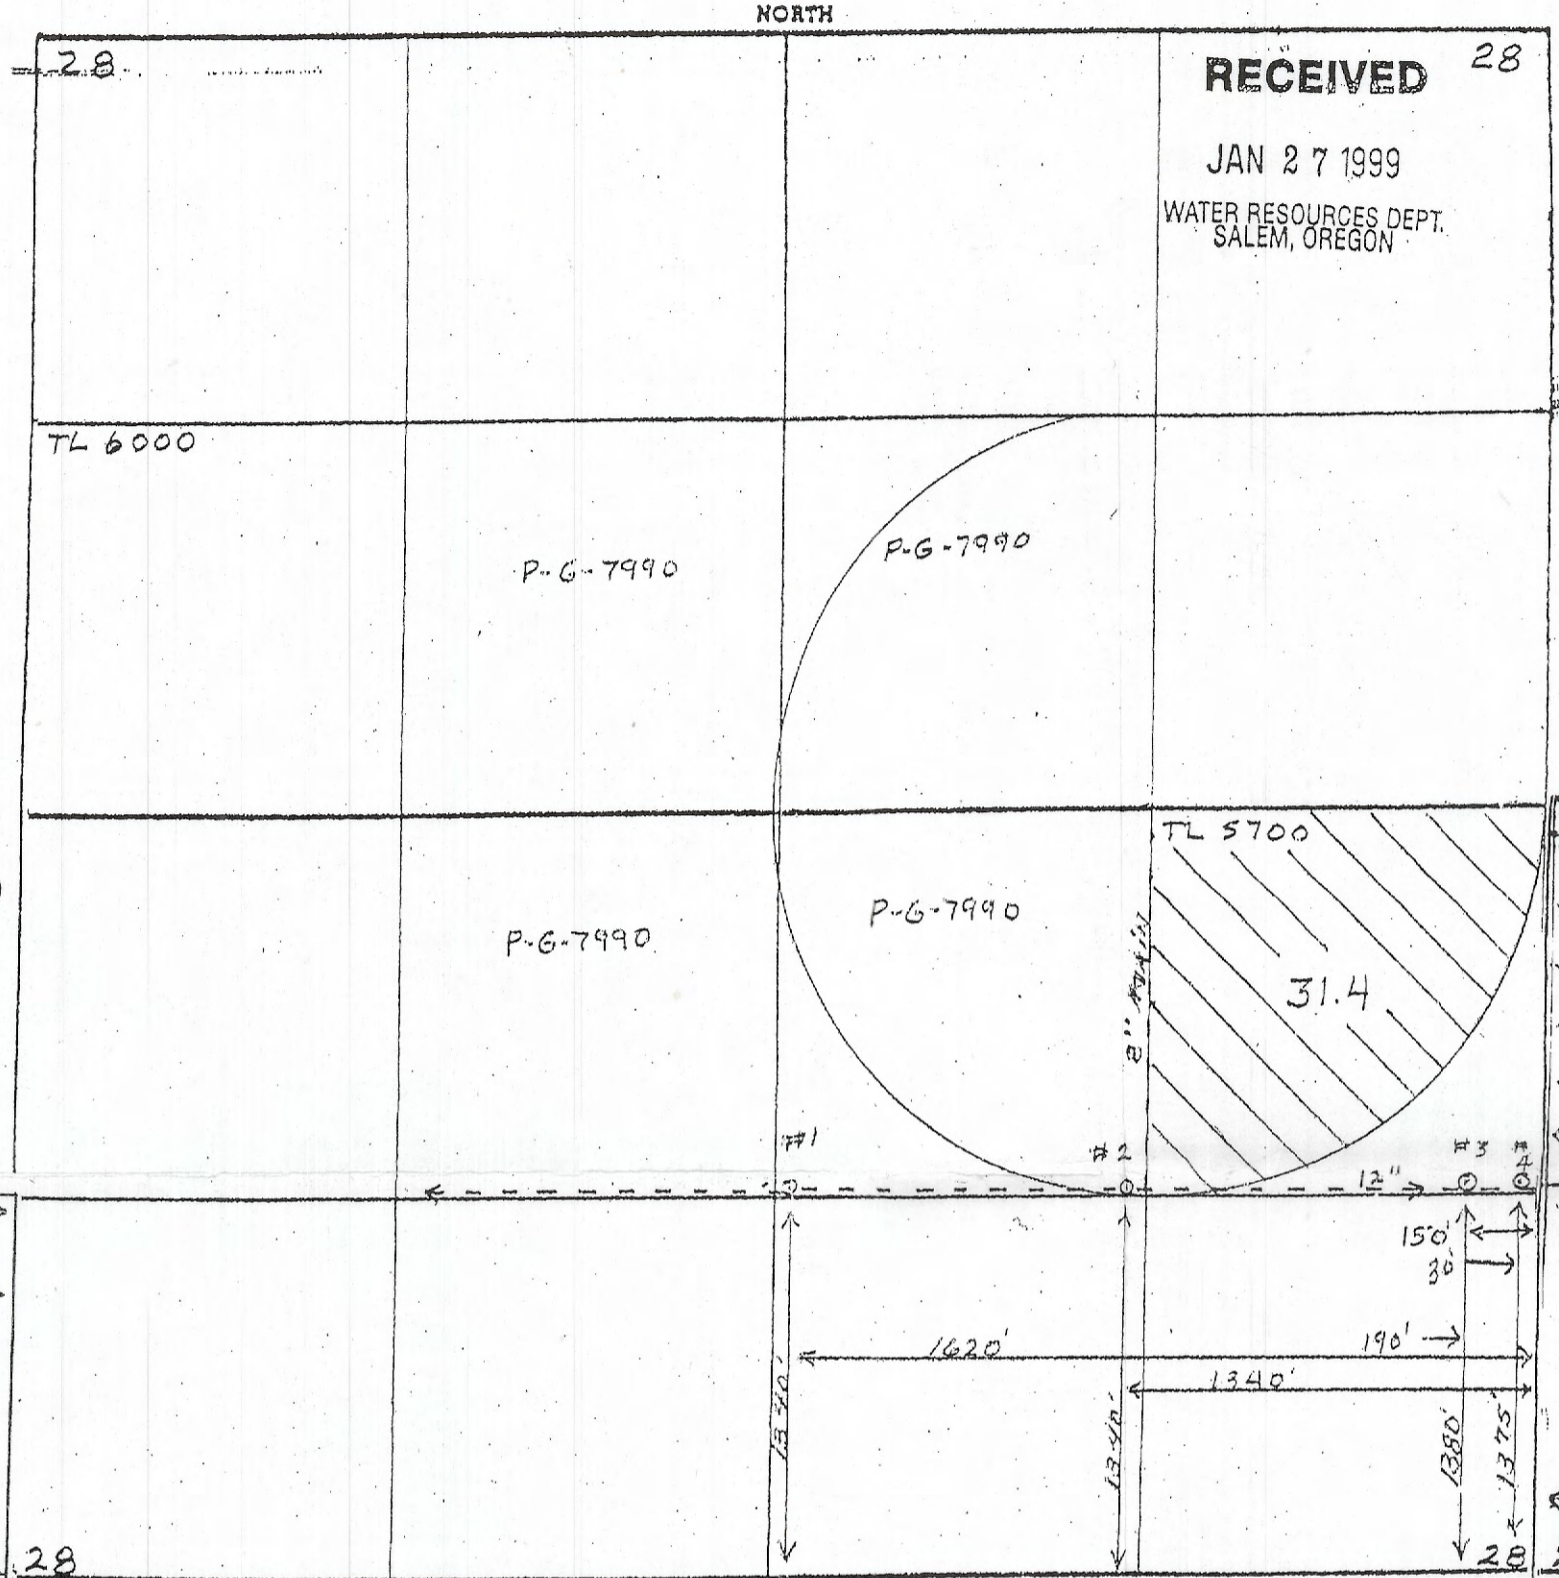 NORTH
28
28
RECEIVED
JAN 27 1999
WATER RESOURCES DEPT.
SALEM, OREGON
TL 6000
P-G-7990
P-G-7990
TL 5700
P-G-7990
P-G-7990
8" MAIN
31.4
#1
#2
#3
#4
12"
150'
30'
190'
1620'
1340'
1340'
1340'
1380'
1375'
28
28